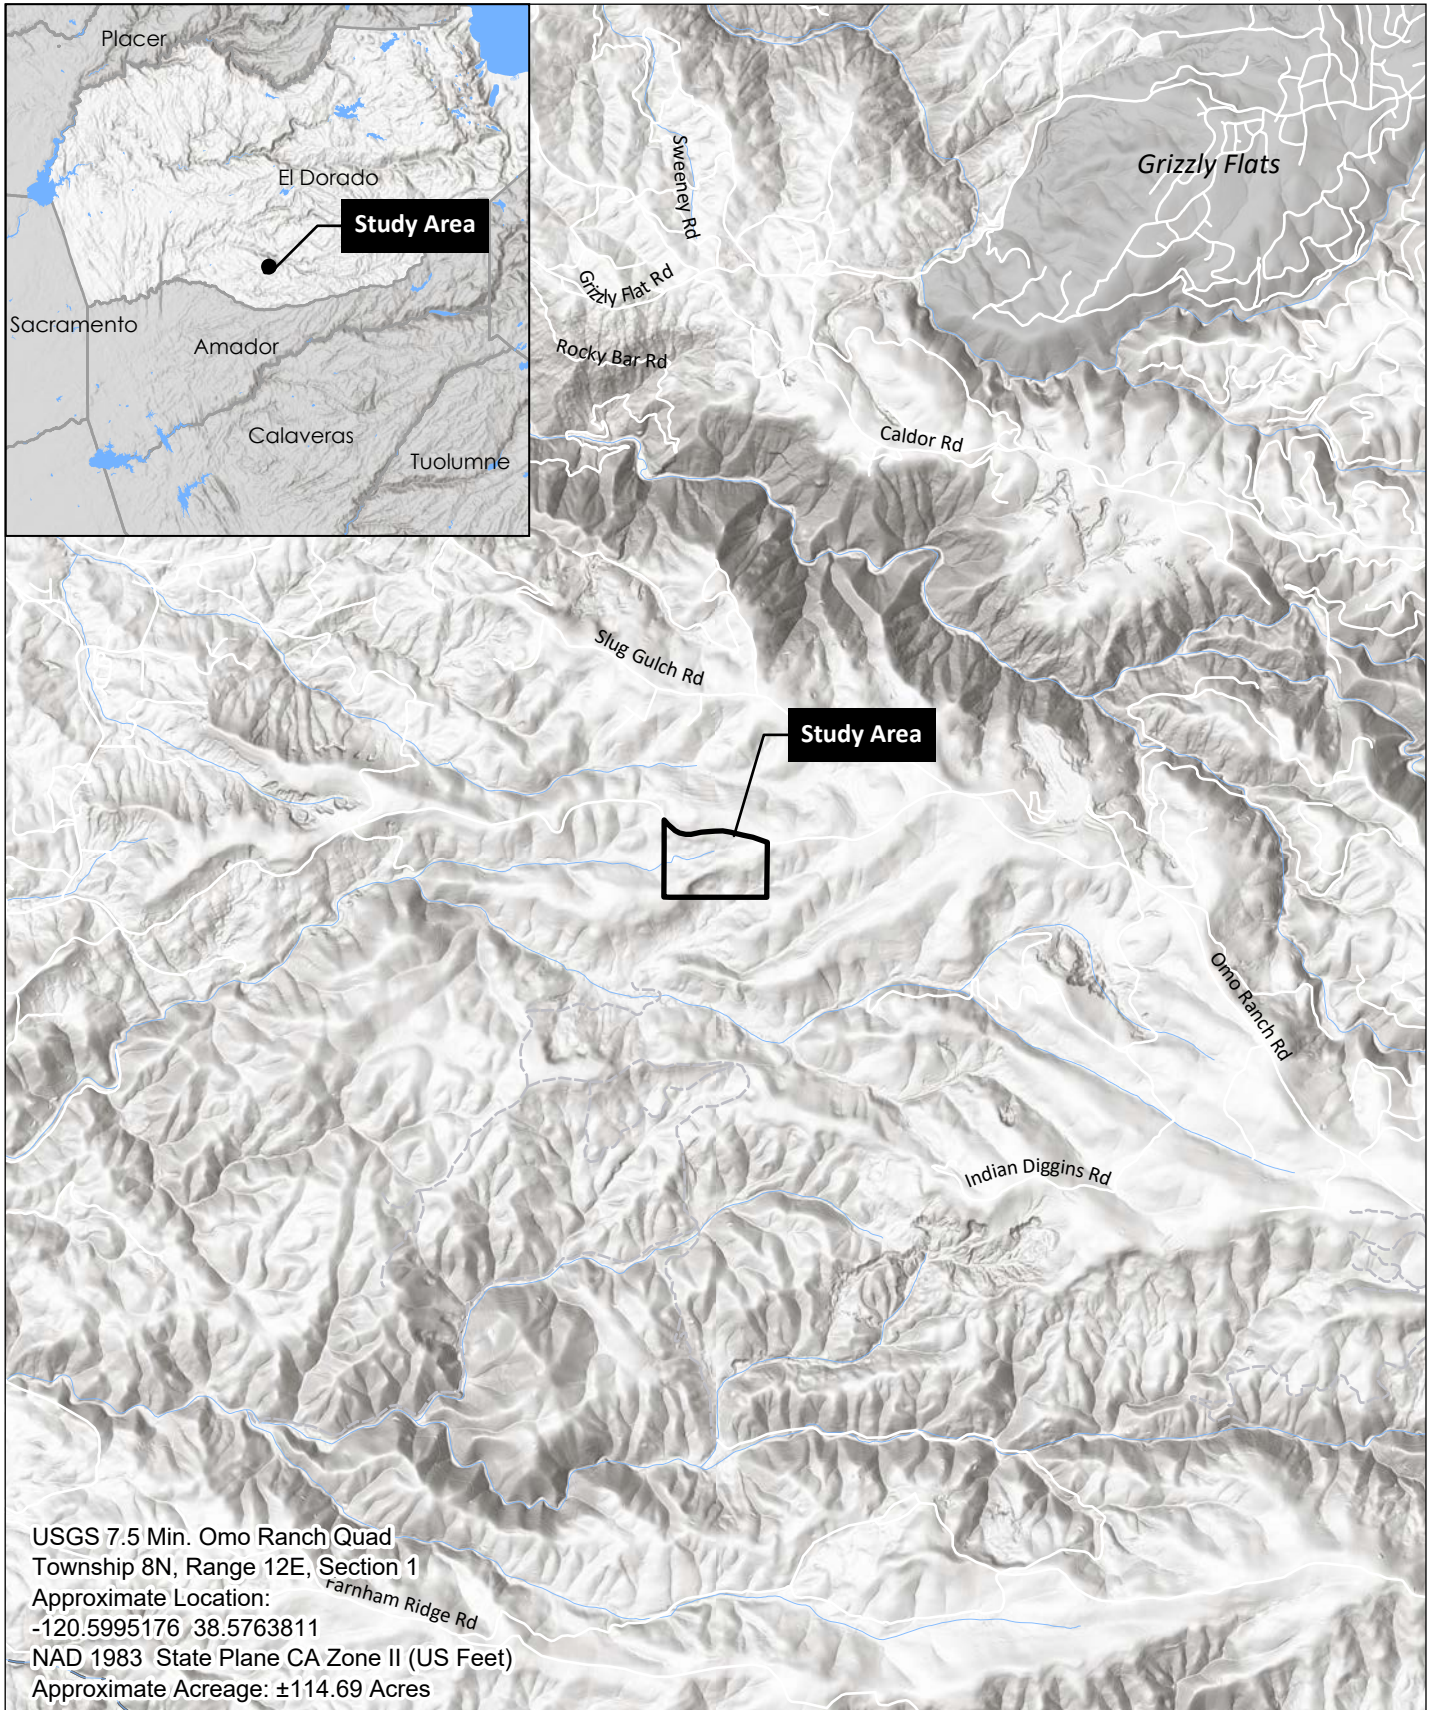 Placer
El Dorado
Study Area
Sacramento
Amador
Calaveras
Tuolumne
Grizzly Flats
Sweeney Rd
Grizzly Flat Rd
Rocky Bar Rd
Caldor Rd
Slug Gulch Rd
Study Area
Omo Ranch Rd
Indian Diggins Rd
Farnham Ridge Rd
USGS 7.5 Min. Omo Ranch Quad
Township 8N, Range 12E, Section 1
Approximate Location:
-120.5995176 38.5763811
NAD 1983 State Plane CA Zone II (US Feet)
Approximate Acreage: ±114.69 Acres